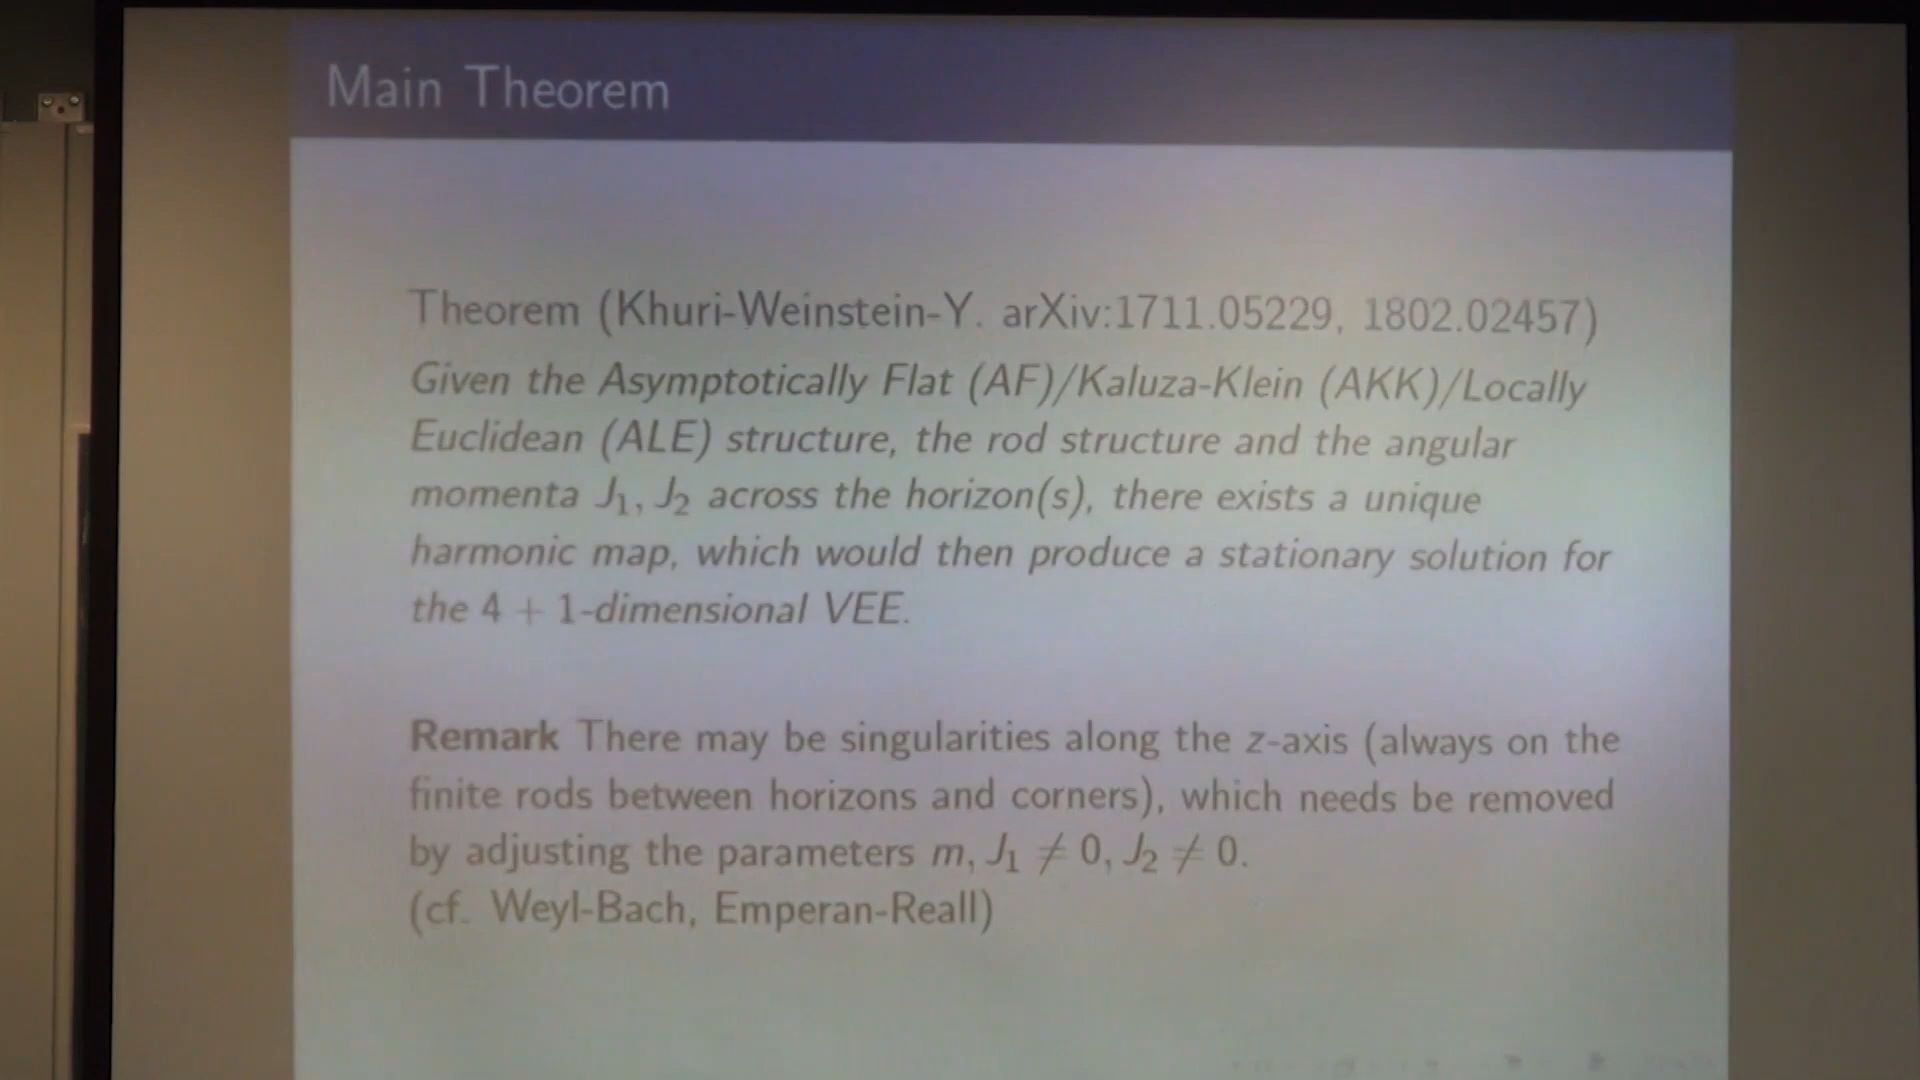 Main Theorem
Theorem (Khuri-Weinstein-Y. arXiv:1711.05229, 1802.02457)
Given the Asymptotically Flat (AF)/Kaluza-Klein (AKK)/Locally
Euclidean (ALE) structure, the rod structure and the angular
momenta J₁, J₂ across the horizon(s), there exists a unique
harmonic map, which would then produce a stationary solution for
the 4 + 1-dimensional VEE.
Remark There may be singularities along the z-axis (always on the
finite rods between horizons and corners), which needs be removed
by adjusting the parameters m, J₁ ≠ 0, J₂ ≠ 0.
(cf. Weyl-Bach, Emperan-Reall)